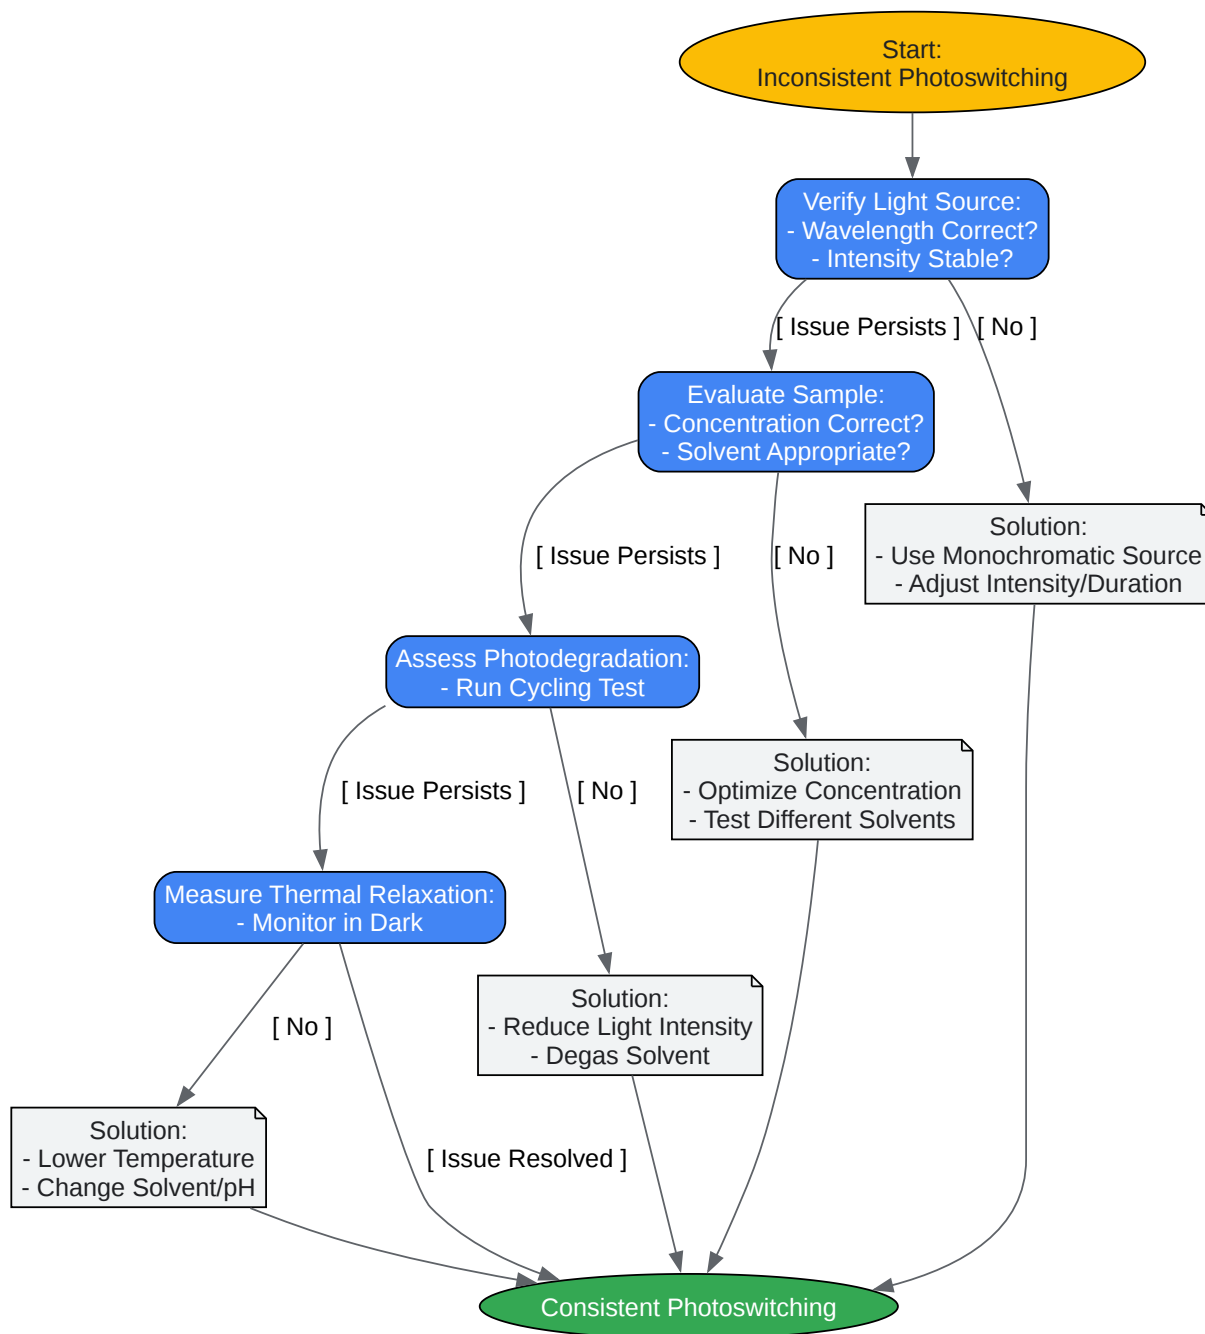 Start:
Inconsistent Photoswitching
Verify Light Source:
- Wavelength Correct?
- Intensity Stable?
[ Issue Persists ]
[ No ]
Evaluate Sample:
- Concentration Correct?
- Solvent Appropriate?
Solution:
- Use Monochromatic Source
- Adjust Intensity/Duration
[ Issue Persists ]
[ No ]
Assess Photodegradation:
- Run Cycling Test
Solution:
- Optimize Concentration
- Test Different Solvents
[ Issue Persists ]
[ No ]
Measure Thermal Relaxation:
- Monitor in Dark
Solution:
- Reduce Light Intensity
- Degas Solvent
[ No ]
Solution:
- Lower Temperature
- Change Solvent/pH
[ Issue Resolved ]
Consistent Photoswitching